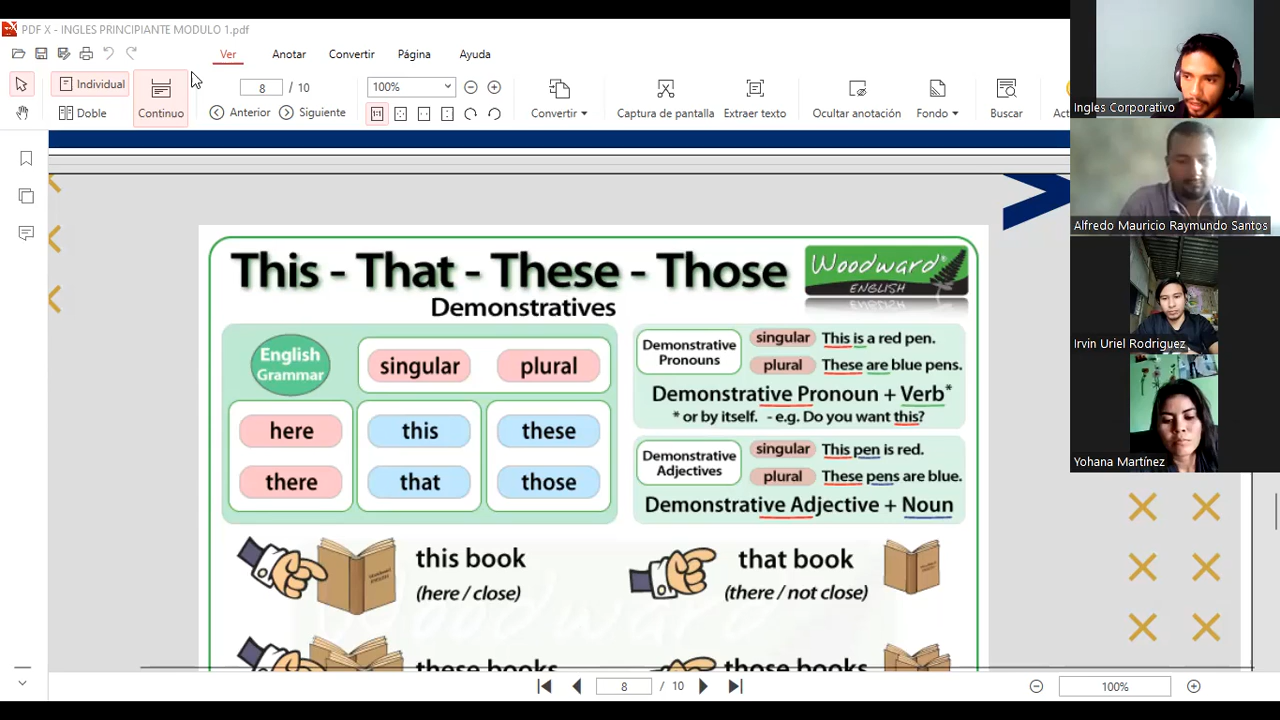 PDF X - INGLES PRINCIPIANTE MODULO 1.pdf
Ver Anotar Convertir Página Ayuda
Individual
Doble
Continuo
8 / 10
Anterior Siguiente
100%
Convertir
Captura de pantalla
Extraer texto
Ocultar anotación
Fondo
Buscar
Ingles Corporativo
Alfredo Mauricio Raymundo Santos
Irvin Uriel Rodriguez
Yohana Martínez
This - That - These - Those
Demonstratives
Woodward®
ENGLISH
English
Grammar
singular plural
here this these
there that those
Demonstrative
Pronouns
singular This is a red pen.
plural These are blue pens.
Demonstrative Pronoun + Verb*
* or by itself. - e.g. Do you want this?
Demonstrative
Adjectives
singular This pen is red.
plural These pens are blue.
Demonstrative Adjective + Noun
this book
(here / close)
that book
(there / not close)
these books
those books
8 / 10
100%